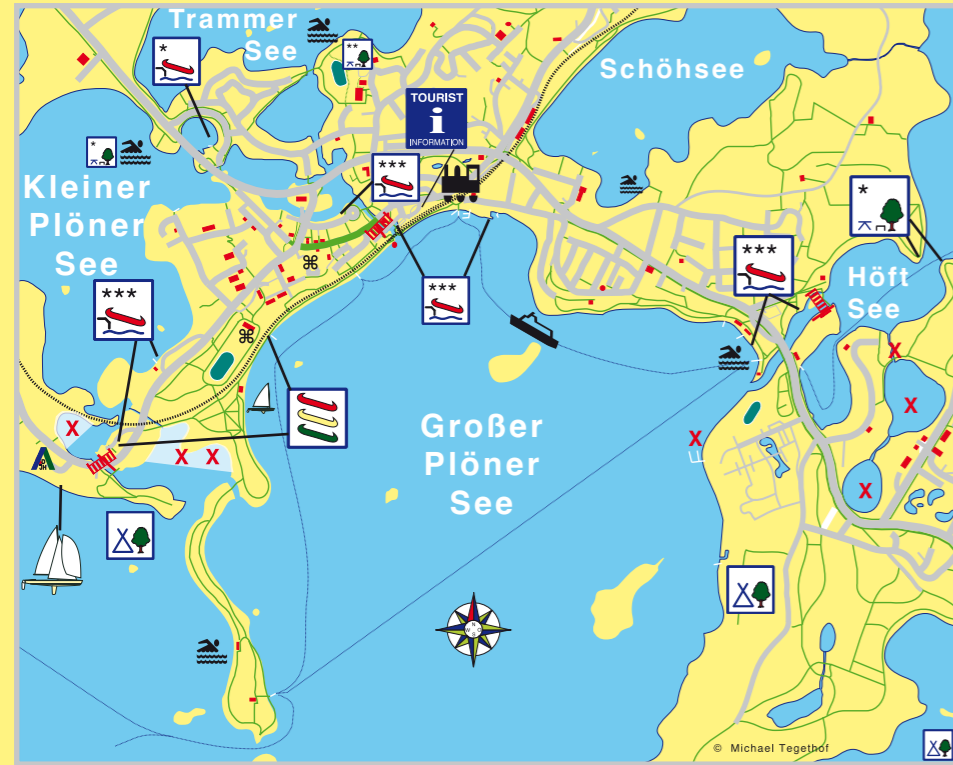 Trammer
See
*
**
Schöhsee
TOURIST
i
INFORMATION
*
***
Kleiner
Plöner
See
*
***
Höft
See
***
***
⌘
⌘
X
X
X X
X
X
X
Großer
Plöner
See
N
W O
S
© Michael Tegethof